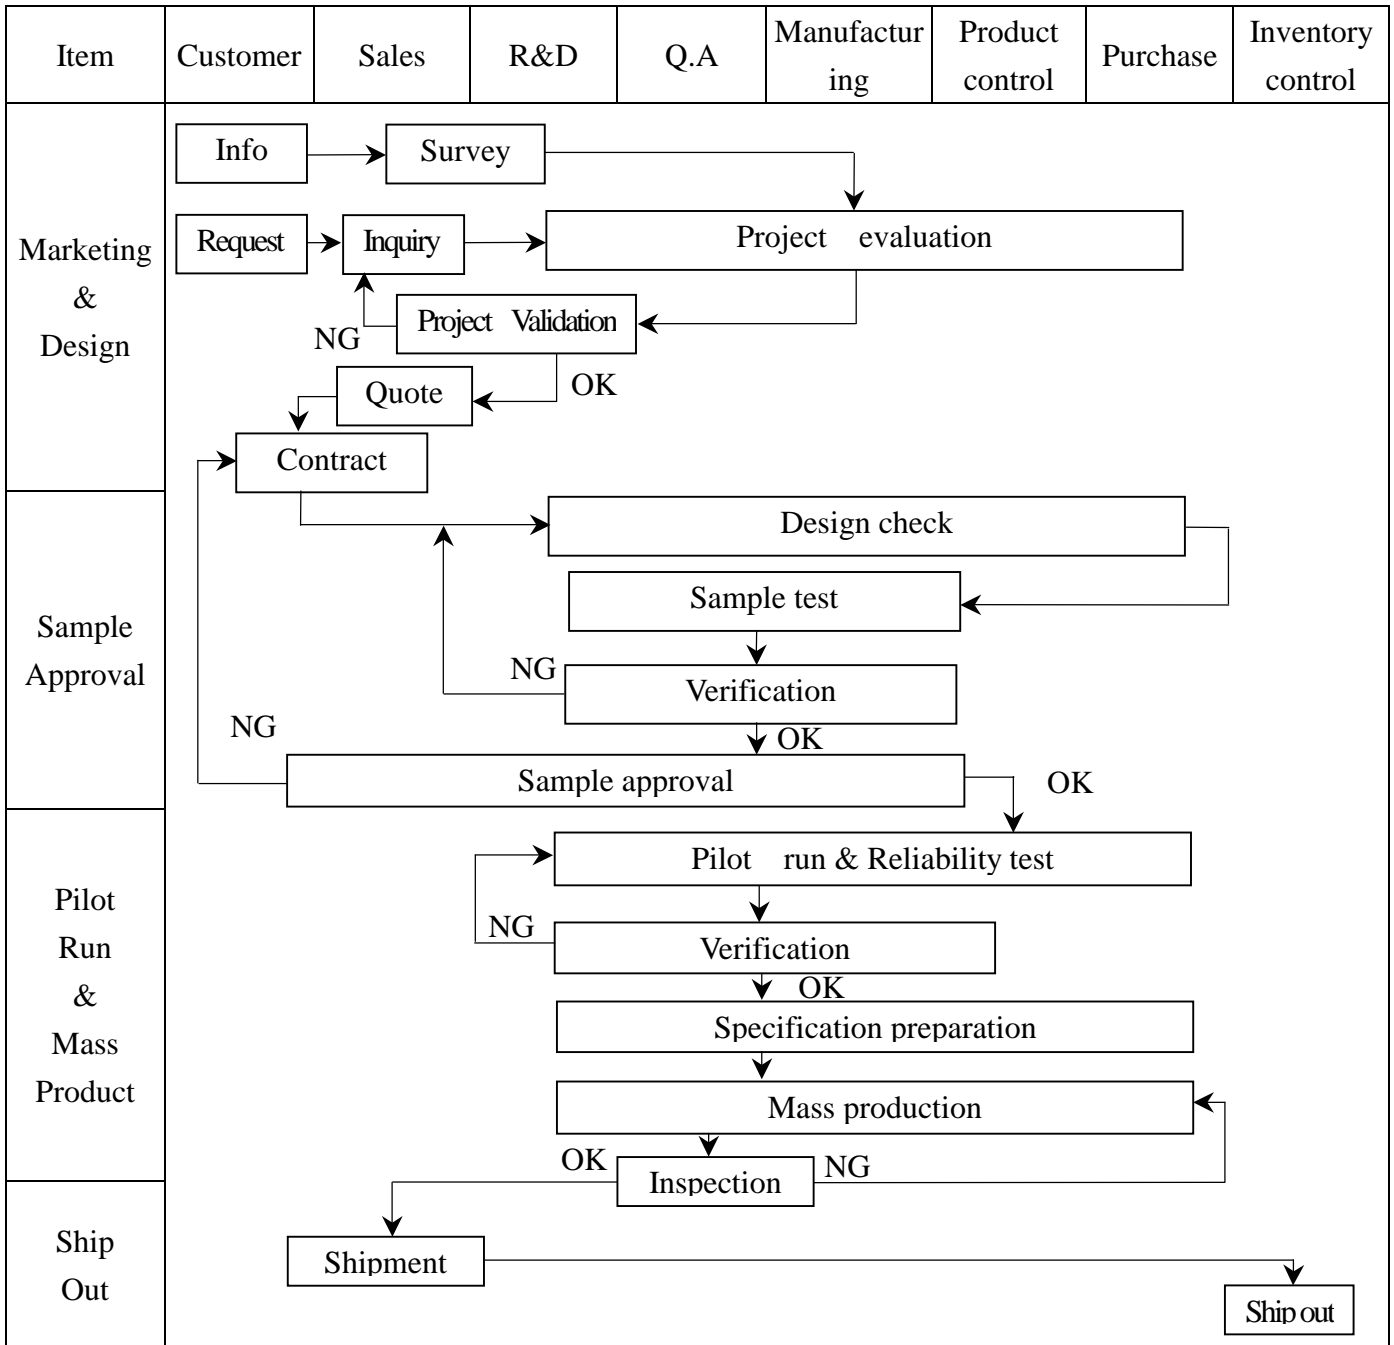 Item
Customer
Sales
R&D
Q.A
Manufactur
ing
Product
control
Purchase
Inventory
control
Marketing
&
Design
Info
Survey
Request
Inquiry
Project evaluation
Project Validation
NG
OK
Quote
Contract
Sample
Approval
Design check
Sample test
NG
Verification
OK
NG
Sample approval
OK
Pilot
Run
&
Mass
Product
Pilot run & Reliability test
NG
Verification
OK
Specification preparation
Mass production
OK
Inspection
NG
Ship
Out
Shipment
Ship out